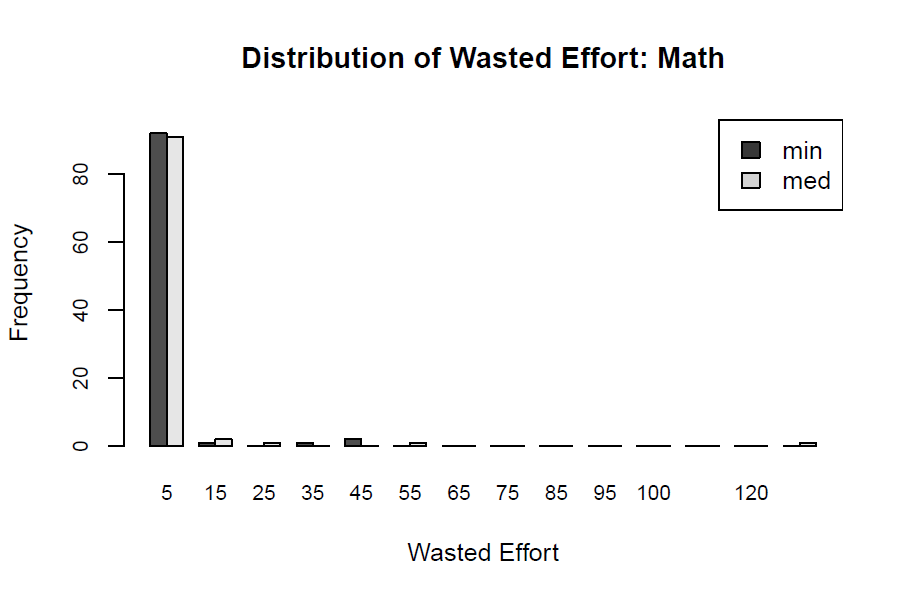 Distribution of Wasted Effort: Math
min
med
Frequency
80
60
40
20
0
5 15 25 35 45 55 65 75 85 95 100 120
Wasted Effort